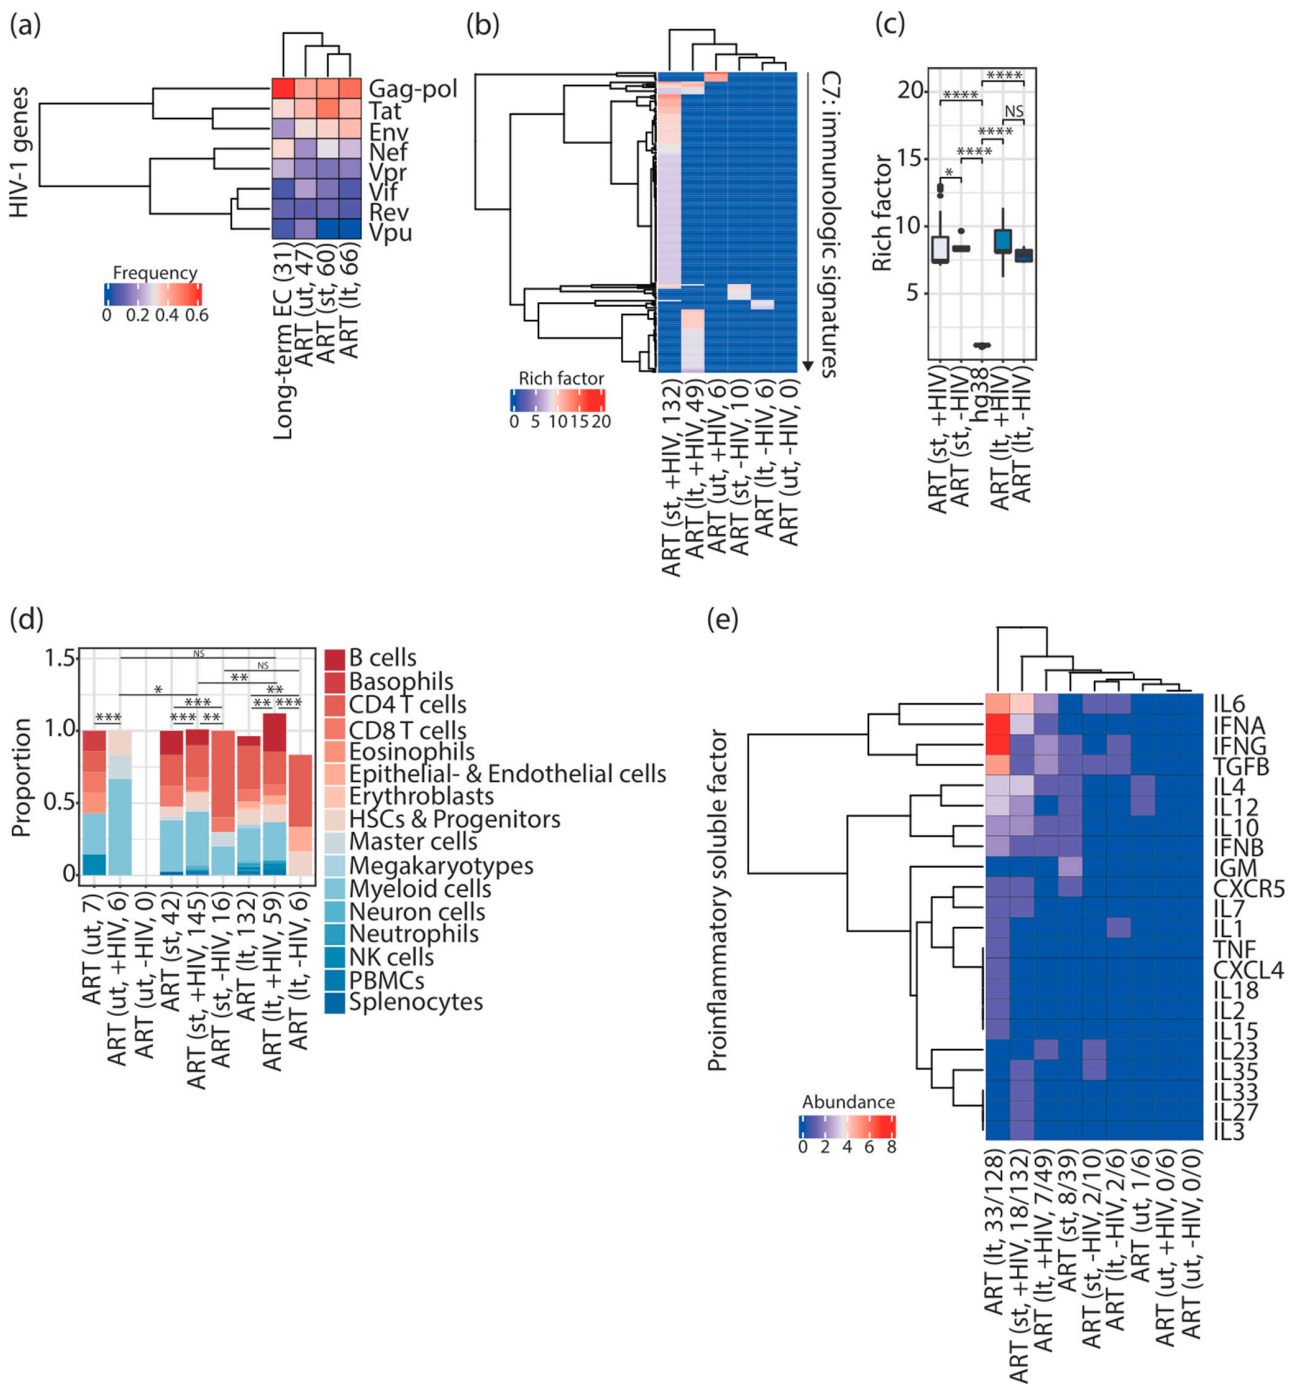 (a)
HIV-1 genes
Gag-pol
Tat
Env
Nef
Vpr
Vif
Rev
Vpu
Frequency
0 0.2 0.4 0.6
Long-term EC (31)
ART (ut, 47)
ART (st, 60)
ART (lt, 66)
(b)
C7: immunologic signatures
Rich factor
0 5 10 15 20
ART (st, +HIV, 132)
ART (lt, +HIV, 49)
ART (ut, +HIV, 6)
ART (st, -HIV, 10)
ART (lt, -HIV, 6)
ART (ut, -HIV, 0)
(c)
Rich factor
20
15
10
5
****
****
NS
****
****
*
ART (st, +HIV)
ART (st, -HIV)
hg38
ART (lt, +HIV)
ART (lt, -HIV)
(d)
Proportion
1.5
1.0
0.5
0
NS
NS
**
*
**
***
** ***
***
*** **
ART (ut, 7)
ART (ut, +HIV, 6)
ART (ut, -HIV, 0)
ART (st, 42)
ART (st, +HIV, 145)
ART (st, -HIV, 16)
ART (lt, 132)
ART (lt, +HIV, 59)
ART (lt, -HIV, 6)
B cells
Basophils
CD4 T cells
CD8 T cells
Eosinophils
Epithelial- & Endothelial cells
Erythroblasts
HSCs & Progenitors
Master cells
Megakaryotypes
Myeloid cells
Neuron cells
Neutrophils
NK cells
PBMCs
Splenocytes
(e)
Proinflammatory soluble factor
IL6
IFNA
IFNG
TGFB
IL4
IL12
IL10
IFNB
IGM
CXCR5
IL7
IL1
TNF
CXCL4
IL18
IL2
IL15
IL23
IL35
IL33
IL27
IL3
Abundance
0 2 4 6 8
ART (lt, 33/128)
ART (st, +HIV, 18/132)
ART (lt, +HIV, 7/49)
ART (st, 8/39)
ART (st, -HIV, 2/10)
ART (lt, -HIV, 2/6)
ART (ut, 1/6)
ART (ut, +HIV, 0/6)
ART (ut, -HIV, 0/0)